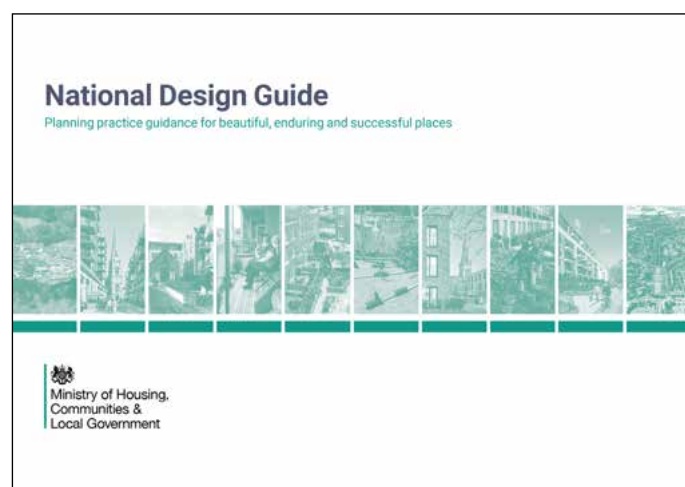 National Design Guide
Planning practice guidance for beautiful, enduring and successful places
Ministry of Housing,
Communities &
Local Government